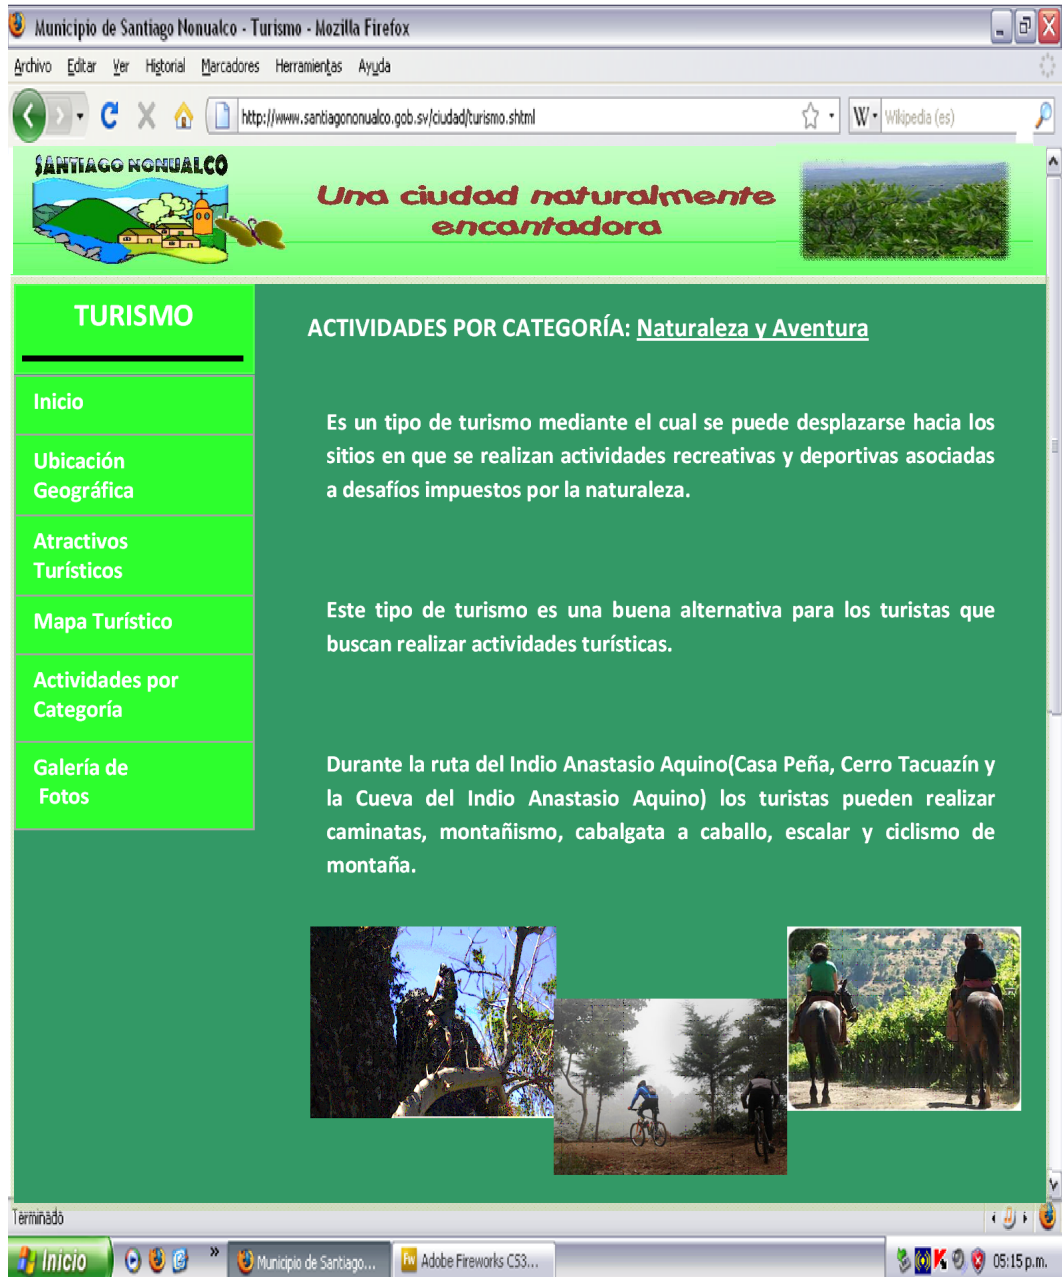 Municipio de Santiago Nonualco - Turismo - Mozilla Firefox
Archivo Editar Ver Historial Marcadores Herramientas Ayuda
http://www.santiagononualco.gob.sv/ciudad/turismo.shtml
W Wikipedia (es)
SANTIAGO NONUALCO
Una ciudad naturalmente
encantadora
TURISMO
Inicio
Ubicación
Geográfica
Atractivos
Turísticos
Mapa Turístico
Actividades por
Categoría
Galería de
Fotos
ACTIVIDADES POR CATEGORÍA: Naturaleza y Aventura
Es un tipo de turismo mediante el cual se puede desplazarse hacia los
sitios en que se realizan actividades recreativas y deportivas asociadas
a desafíos impuestos por la naturaleza.
Este tipo de turismo es una buena alternativa para los turistas que
buscan realizar actividades turísticas.
Durante la ruta del Indio Anastasio Aquino(Casa Peña, Cerro Tacuazín y
la Cueva del Indio Anastasio Aquino) los turistas pueden realizar
caminatas, montañismo, cabalgata a caballo, escalar y ciclismo de
montaña.
Terminado
Inicio
»
Municipio de Santiago...
Fw Adobe Fireworks CS3...
05:15 p.m.